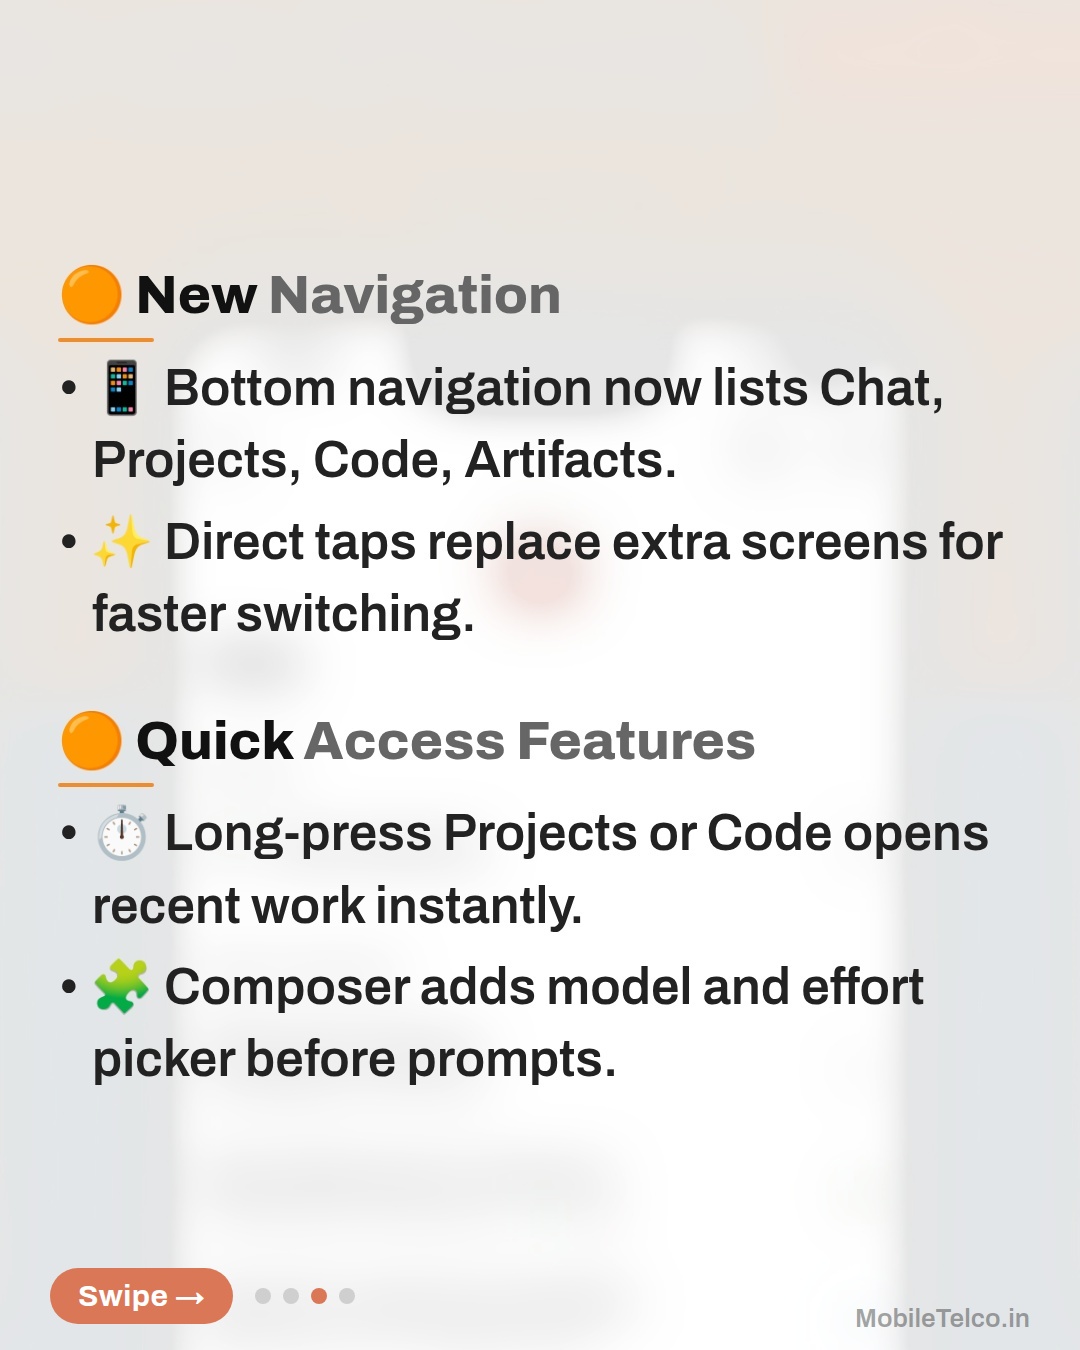 🟠 New Navigation
• 📱 Bottom navigation now lists Chat,
Projects, Code, Artifacts.
• ✨ Direct taps replace extra screens for
faster switching.
🟠 Quick Access Features
• ⏱️ Long-press Projects or Code opens
recent work instantly.
• 🧩 Composer adds model and effort
picker before prompts.
Swipe →
MobileTelco.in